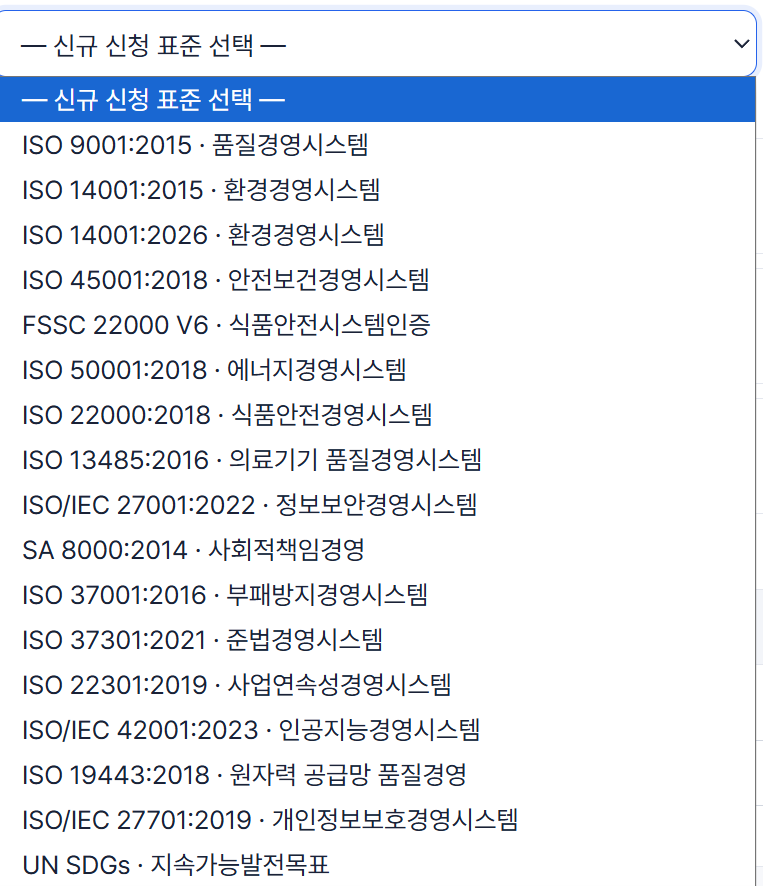 — 신규 신청 표준 선택 —
— 신규 신청 표준 선택 —
ISO 9001:2015 · 품질경영시스템
ISO 14001:2015 · 환경경영시스템
ISO 14001:2026 · 환경경영시스템
ISO 45001:2018 · 안전보건경영시스템
FSSC 22000 V6 · 식품안전시스템인증
ISO 50001:2018 · 에너지경영시스템
ISO 22000:2018 · 식품안전경영시스템
ISO 13485:2016 · 의료기기 품질경영시스템
ISO/IEC 27001:2022 · 정보보안경영시스템
SA 8000:2014 · 사회적책임경영
ISO 37001:2016 · 부패방지경영시스템
ISO 37301:2021 · 준법경영시스템
ISO 22301:2019 · 사업연속성경영시스템
ISO/IEC 42001:2023 · 인공지능경영시스템
ISO 19443:2018 · 원자력 공급망 품질경영
ISO/IEC 27701:2019 · 개인정보보호경영시스템
UN SDGs · 지속가능발전목표